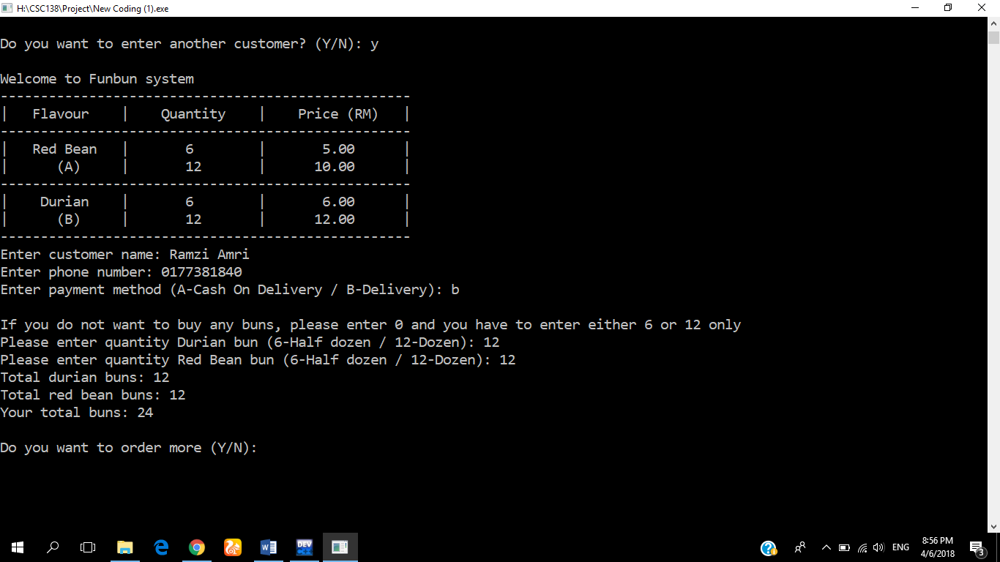 H:\CSC138\Project\New Coding (1).exe
Do you want to enter another customer? (Y/N): y
Welcome to Funbun system
--------------------------------------------------
|   Flavour    |    Quantity    |    Price (RM)   |
--------------------------------------------------
|   Red Bean   |       6        |       5.00      |
|      (A)     |       12       |      10.00      |
--------------------------------------------------
|    Durian    |       6        |       6.00      |
|      (B)     |       12       |      12.00      |
--------------------------------------------------
Enter customer name: Ramzi Amri
Enter phone number: 0177381840
Enter payment method (A-Cash On Delivery / B-Delivery): b
If you do not want to buy any buns, please enter 0 and you have to enter either 6 or 12 only
Please enter quantity Durian bun (6-Half dozen / 12-Dozen): 12
Please enter quantity Red Bean bun (6-Half dozen / 12-Dozen): 12
Total durian buns: 12
Total red bean buns: 12
Your total buns: 24
Do you want to order more (Y/N):
DEV
ENG
8:56 PM
4/6/2018
3